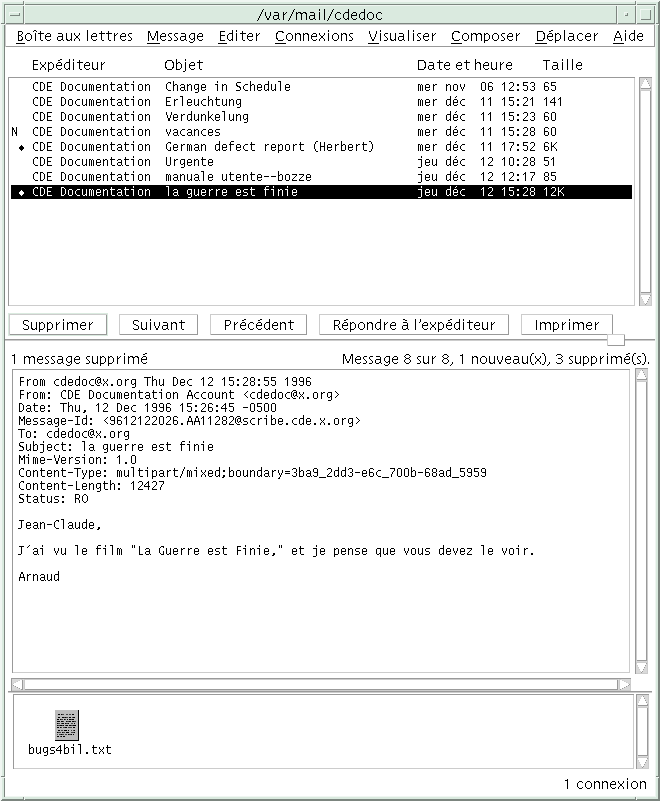 /var/mail/cdedoc
Boîte aux lettres Message Editer Connexions Visualiser Composer Déplacer Aide
Expéditeur Objet Date et heure Taille
CDE Documentation Change in Schedule mer nov 06 12:53 65
CDE Documentation Erleuchtung mer déc 11 15:21 141
CDE Documentation Verdunkelung mer déc 11 15:23 60
N CDE Documentation vacances mer déc 11 15:28 60
◆ CDE Documentation German defect report (Herbert) mer déc 11 17:52 6K
CDE Documentation Urgente jeu déc 12 10:28 51
CDE Documentation manuale utente--bozze jeu déc 12 12:17 85
◆ CDE Documentation la guerre est finie jeu déc 12 15:28 12K
Supprimer Suivant Précédent Répondre à l'expéditeur Imprimer
1 message supprimé Message 8 sur 8, 1 nouveau(x), 3 supprimé(s).
From cdedoc@x.org Thu Dec 12 15:28:55 1996
From: CDE Documentation Account <cdedoc@x.org>
Date: Thu, 12 Dec 1996 15:26:45 -0500
Message-Id: <9612122026.AA11282@scribe.cde.x.org>
To: cdedoc@x.org
Subject: la guerre est finie
Mime-Version: 1.0
Content-Type: multipart/mixed;boundary=3ba9_2dd3-e6c_700b-68ad_5959
Content-Length: 12427
Status: RO
Jean-Claude,
J´ai vu le film "La Guerre est Finie," et je pense que vous devez le voir.
Arnaud
bugs4bil.txt
1 connexion